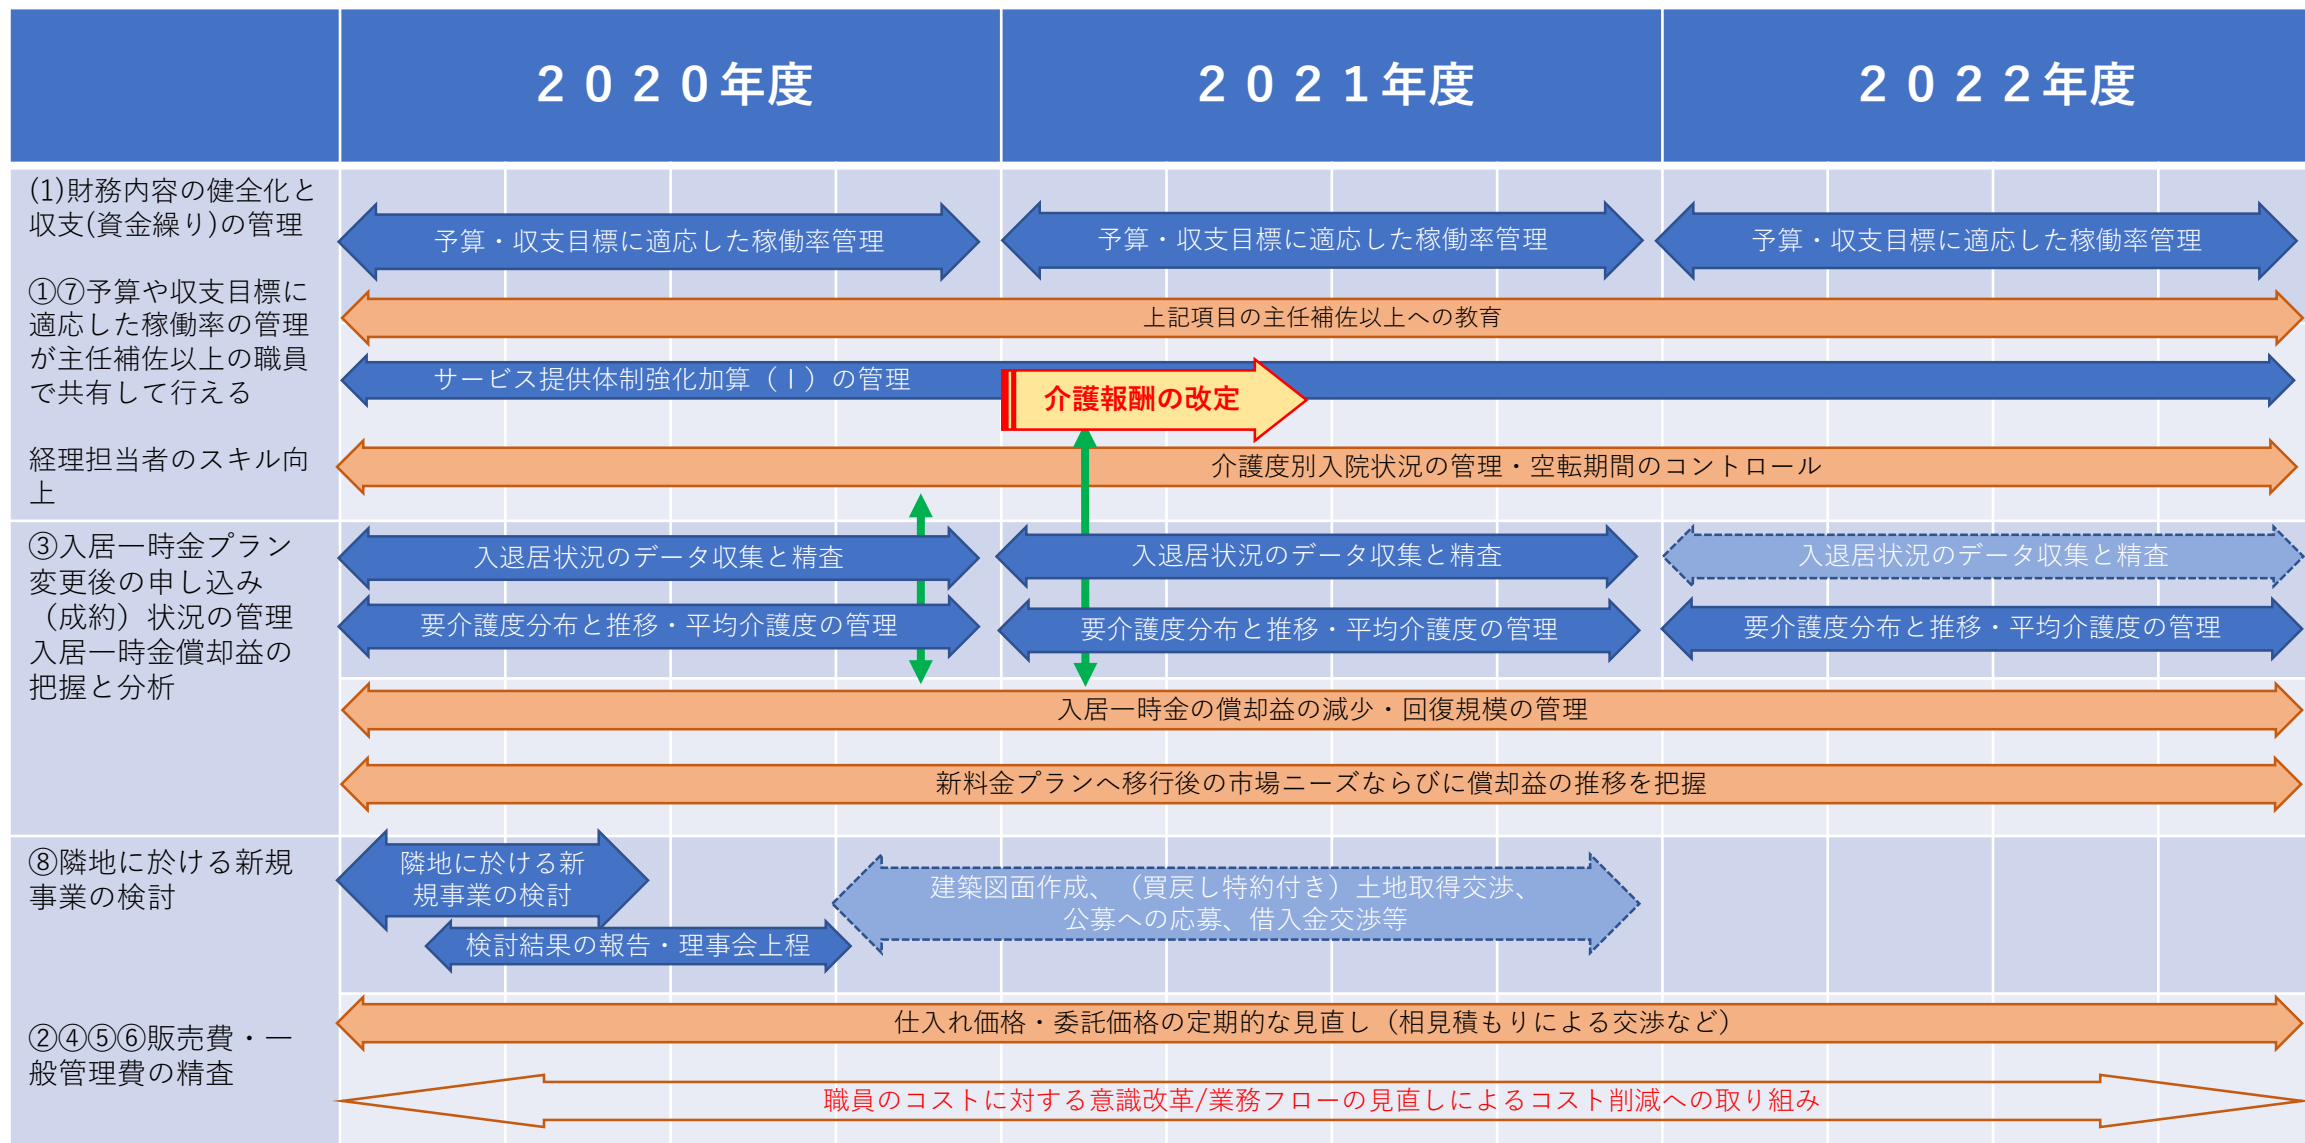 ２０２０年度
２０２１年度
２０２２年度
(1)財務内容の健全化と
収支(資金繰り)の管理
①⑦予算や収支目標に
適応した稼働率の管理
が主任補佐以上の職員
で共有して行える
経理担当者のスキル向
上
予算・収支目標に適応した稼働率管理
予算・収支目標に適応した稼働率管理
予算・収支目標に適応した稼働率管理
上記項目の主任補佐以上への教育
サービス提供体制強化加算（Ⅰ）の管理
介護報酬の改定
介護度別入院状況の管理・空転期間のコントロール
③入居一時金プラン
変更後の申し込み
（成約）状況の管理
入居一時金償却益の
把握と分析
入退居状況のデータ収集と精査
入退居状況のデータ収集と精査
入退居状況のデータ収集と精査
要介護度分布と推移・平均介護度の管理
要介護度分布と推移・平均介護度の管理
要介護度分布と推移・平均介護度の管理
入居一時金の償却益の減少・回復規模の管理
新料金プランへ移行後の市場ニーズならびに償却益の推移を把握
⑧隣地に於ける新規
事業の検討
隣地に於ける新
規事業の検討
検討結果の報告・理事会上程
建築図面作成、（買戻し特約付き）土地取得交渉、
公募への応募、借入金交渉等
②④⑤⑥販売費・一
般管理費の精査
仕入れ価格・委託価格の定期的な見直し（相見積もりによる交渉など）
職員のコストに対する意識改革/業務フローの見直しによるコスト削減への取り組み